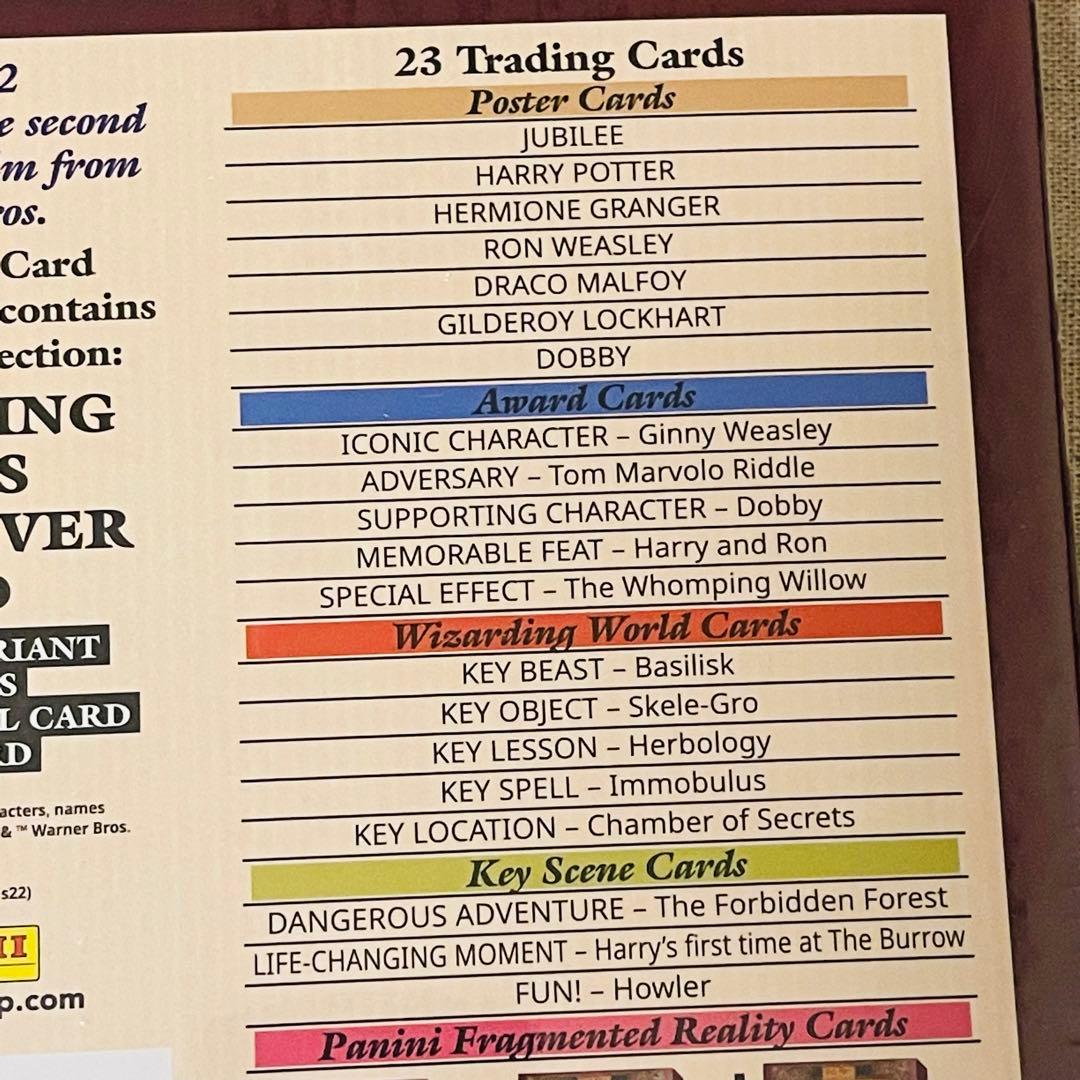 2
e second
m from
ros.
Card
contains
ection:
ING
S
VER
RIANT
S
L CARD
RD
acters, names
& ™ Warner Bros.
s22)
II
p.com
23 Trading Cards
Poster Cards
JUBILEE
HARRY POTTER
HERMIONE GRANGER
RON WEASLEY
DRACO MALFOY
GILDEROY LOCKHART
DOBBY
Award Cards
ICONIC CHARACTER – Ginny Weasley
ADVERSARY – Tom Marvolo Riddle
SUPPORTING CHARACTER – Dobby
MEMORABLE FEAT – Harry and Ron
SPECIAL EFFECT – The Whomping Willow
Wizarding World Cards
KEY BEAST – Basilisk
KEY OBJECT – Skele-Gro
KEY LESSON – Herbology
KEY SPELL – Immobulus
KEY LOCATION – Chamber of Secrets
Key Scene Cards
DANGEROUS ADVENTURE – The Forbidden Forest
LIFE-CHANGING MOMENT – Harry's first time at The Burrow
FUN! – Howler
Panini Fragmented Reality Cards